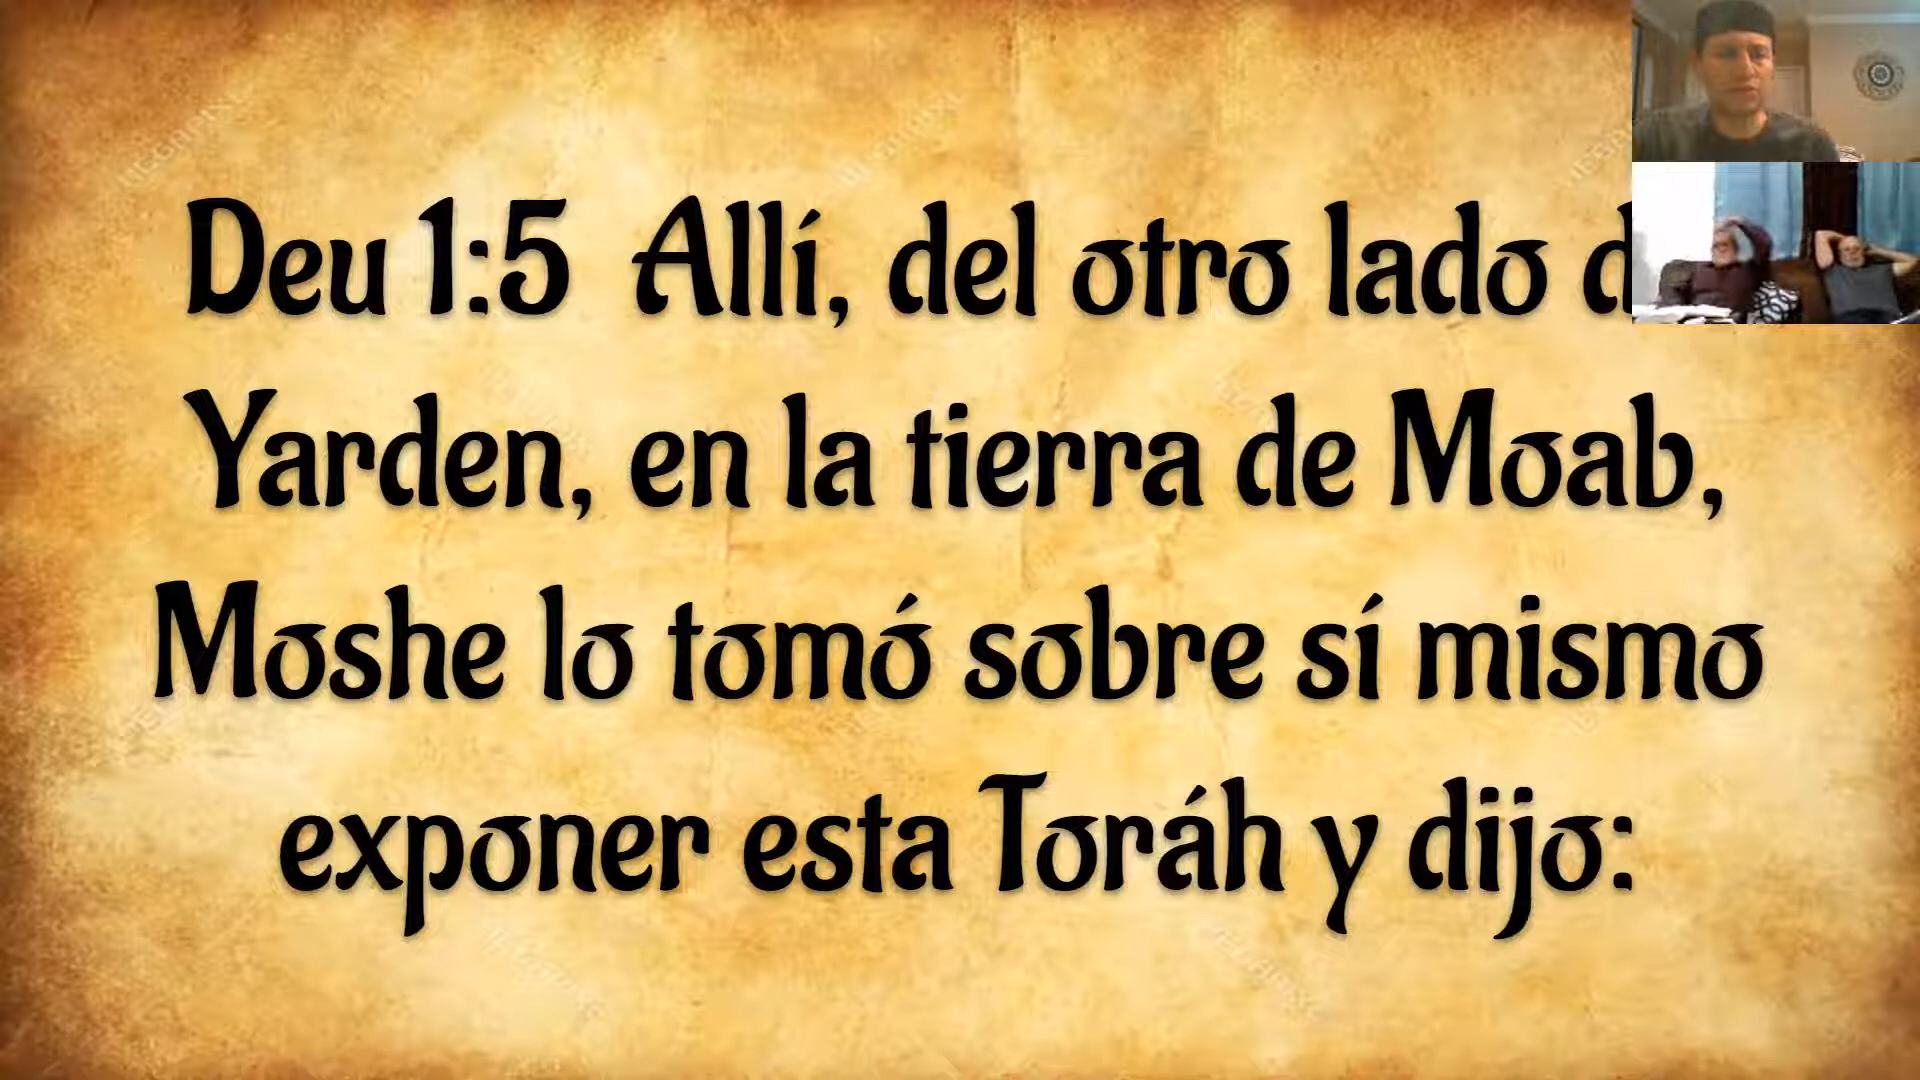 Deu 1:5 Allí, del otro lado
Yarden, en la tierra de Moab,
Moshe lo tomó sobre sí mismo
exponer esta Toráh y dijo: